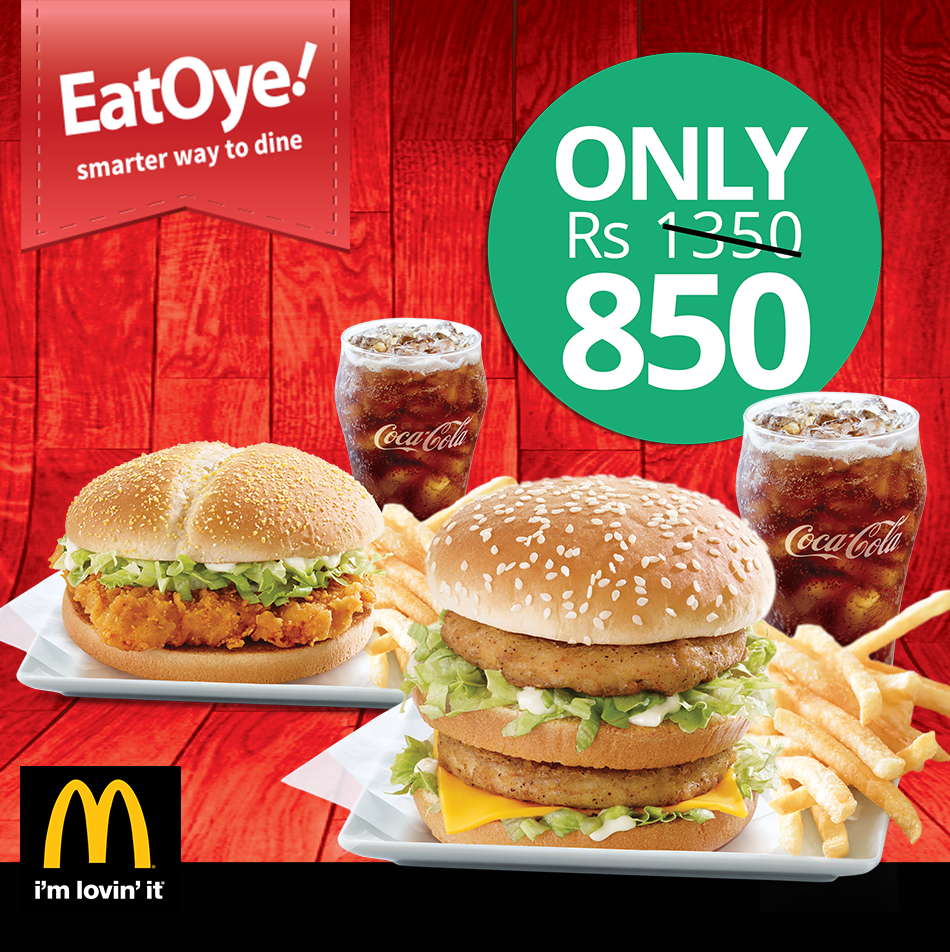 EatOye!
smarter way to dine
ONLY
Rs 1350
850
Coca-Cola
Coca-Cola
i'm lovin' it